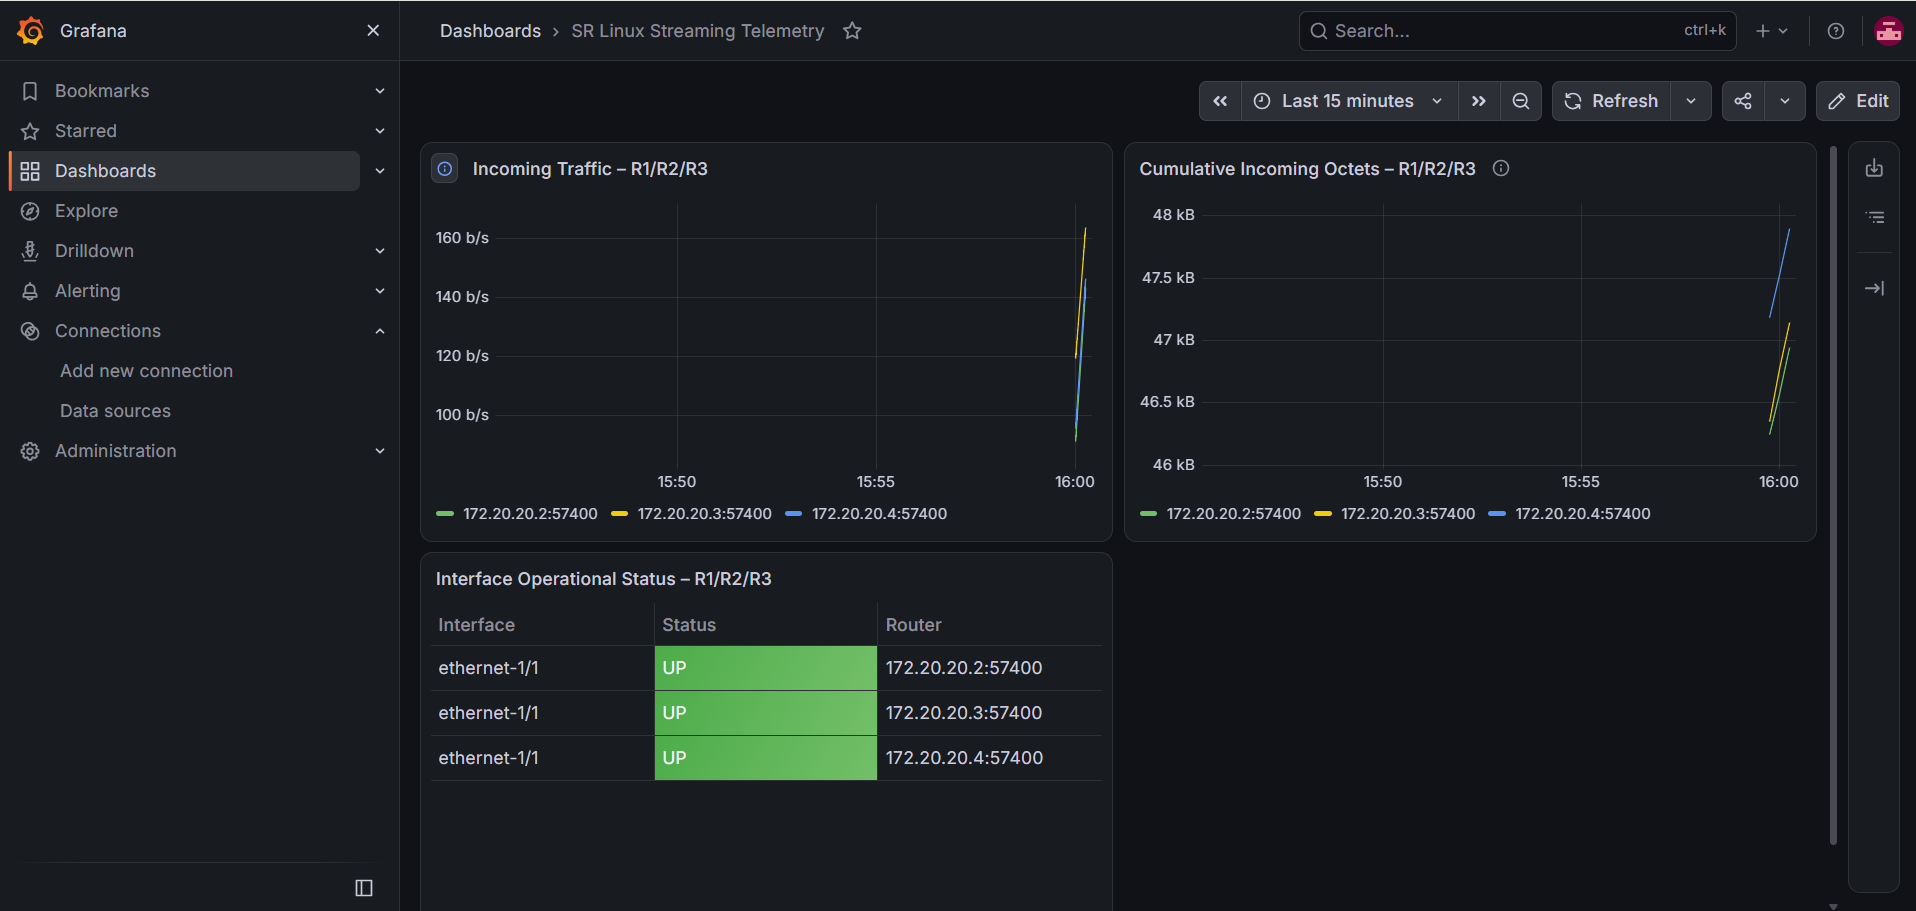 Grafana
Dashboards › SR Linux Streaming Telemetry
Search...
ctrl+k
Bookmarks
Starred
Dashboards
Explore
Drilldown
Alerting
Connections
Add new connection
Data sources
Administration
Last 15 minutes
Refresh
Edit
Incoming Traffic – R1/R2/R3
160 b/s
140 b/s
120 b/s
100 b/s
15:50 15:55 16:00
172.20.20.2:57400 172.20.20.3:57400 172.20.20.4:57400
Cumulative Incoming Octets – R1/R2/R3
48 kB
47.5 kB
47 kB
46.5 kB
46 kB
15:50 15:55 16:00
172.20.20.2:57400 172.20.20.3:57400 172.20.20.4:57400
Interface Operational Status – R1/R2/R3
Interface Status Router
ethernet-1/1 UP 172.20.20.2:57400
ethernet-1/1 UP 172.20.20.3:57400
ethernet-1/1 UP 172.20.20.4:57400